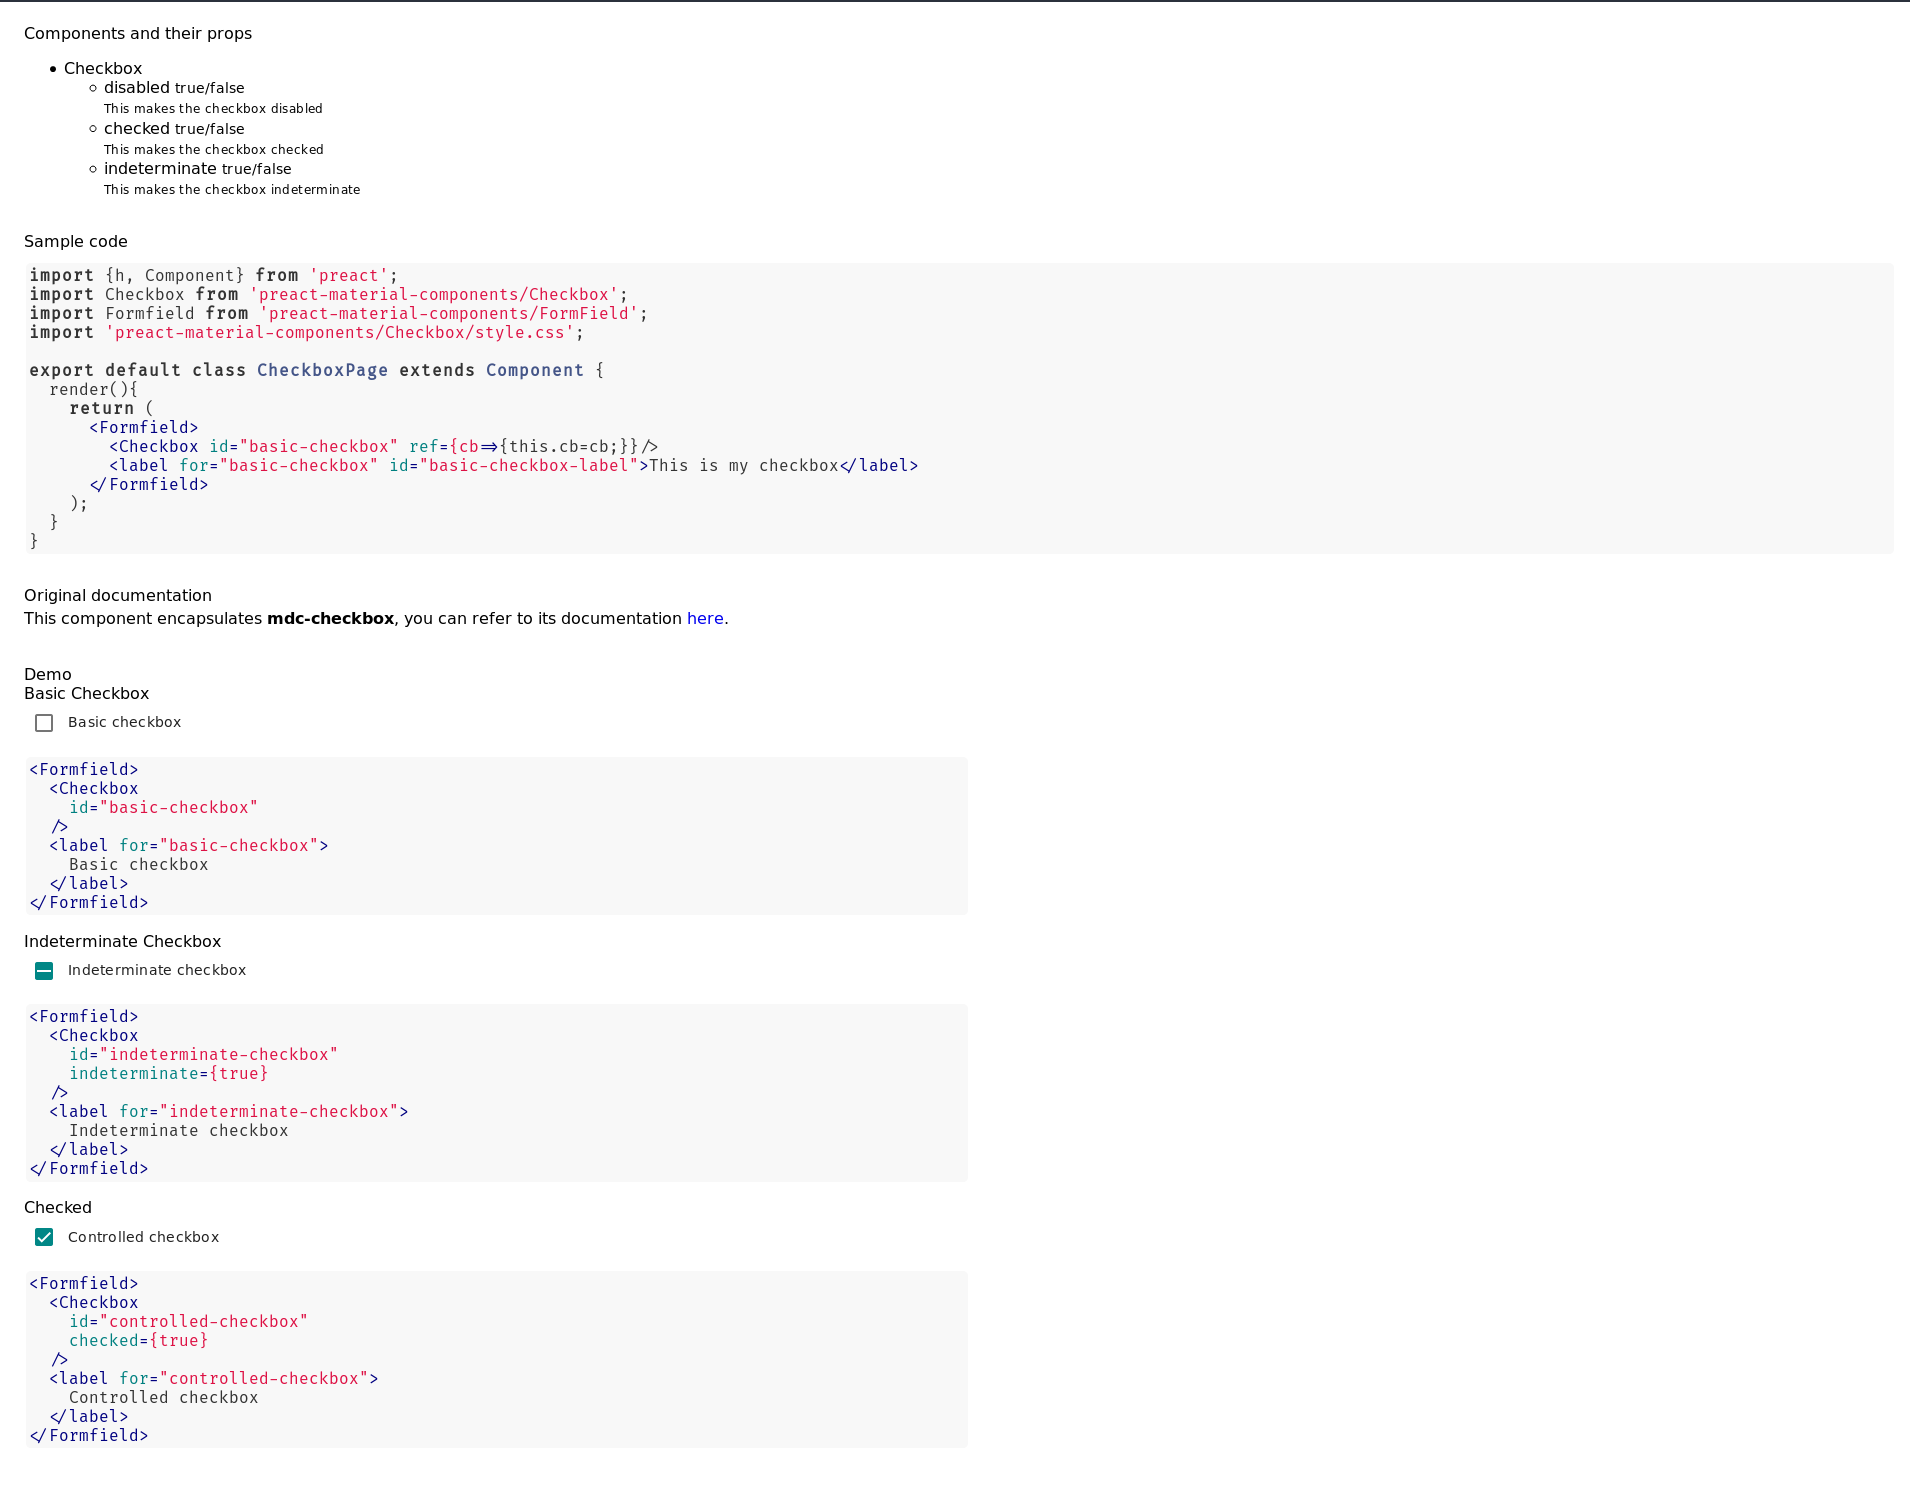 Components and their props
Checkbox
disabled true/false
This makes the checkbox disabled
checked true/false
This makes the checkbox checked
indeterminate true/false
This makes the checkbox indeterminate
Sample code
import {h, Component} from 'preact';
import Checkbox from 'preact-material-components/Checkbox';
import Formfield from 'preact-material-components/FormField';
import 'preact-material-components/Checkbox/style.css';
export default class CheckboxPage extends Component {
  render(){
    return (
      <Formfield>
        <Checkbox id="basic-checkbox" ref={cb=>{this.cb=cb;}}/>
        <label for="basic-checkbox" id="basic-checkbox-label">This is my checkbox</label>
      </Formfield>
    );
  }
}
Original documentation
This component encapsulates mdc-checkbox, you can refer to its documentation here.
Demo
Basic Checkbox
Basic checkbox
<Formfield>
  <Checkbox
    id="basic-checkbox"
  />
  <label for="basic-checkbox">
    Basic checkbox
  </label>
</Formfield>
Indeterminate Checkbox
Indeterminate checkbox
<Formfield>
  <Checkbox
    id="indeterminate-checkbox"
    indeterminate={true}
  />
  <label for="indeterminate-checkbox">
    Indeterminate checkbox
  </label>
</Formfield>
Checked
Controlled checkbox
<Formfield>
  <Checkbox
    id="controlled-checkbox"
    checked={true}
  />
  <label for="controlled-checkbox">
    Controlled checkbox
  </label>
</Formfield>